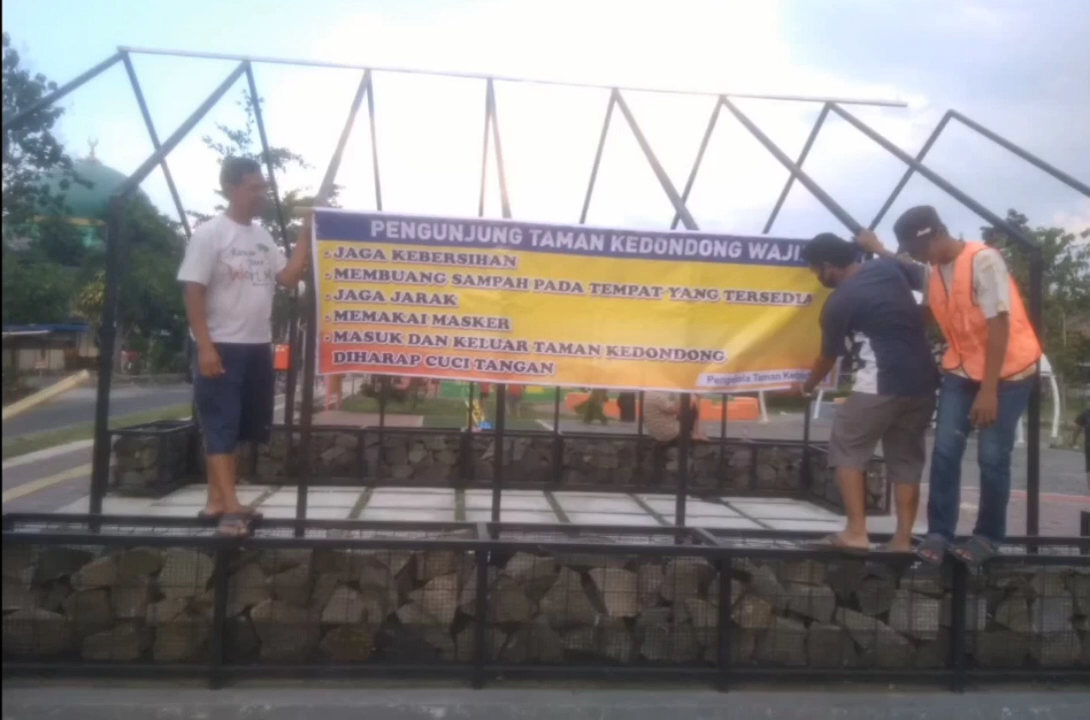 PENGUNJUNG TAMAN KEDONDONG WAJIB
· JAGA KEBERSIHAN
· MEMBUANG SAMPAH PADA TEMPAT YANG TERSEDIA
· JAGA JARAK
· MEMAKAI MASKER
· MASUK DAN KELUAR TAMAN KEDONDONG
DIHARAP CUCI TANGAN
Pengelola Taman